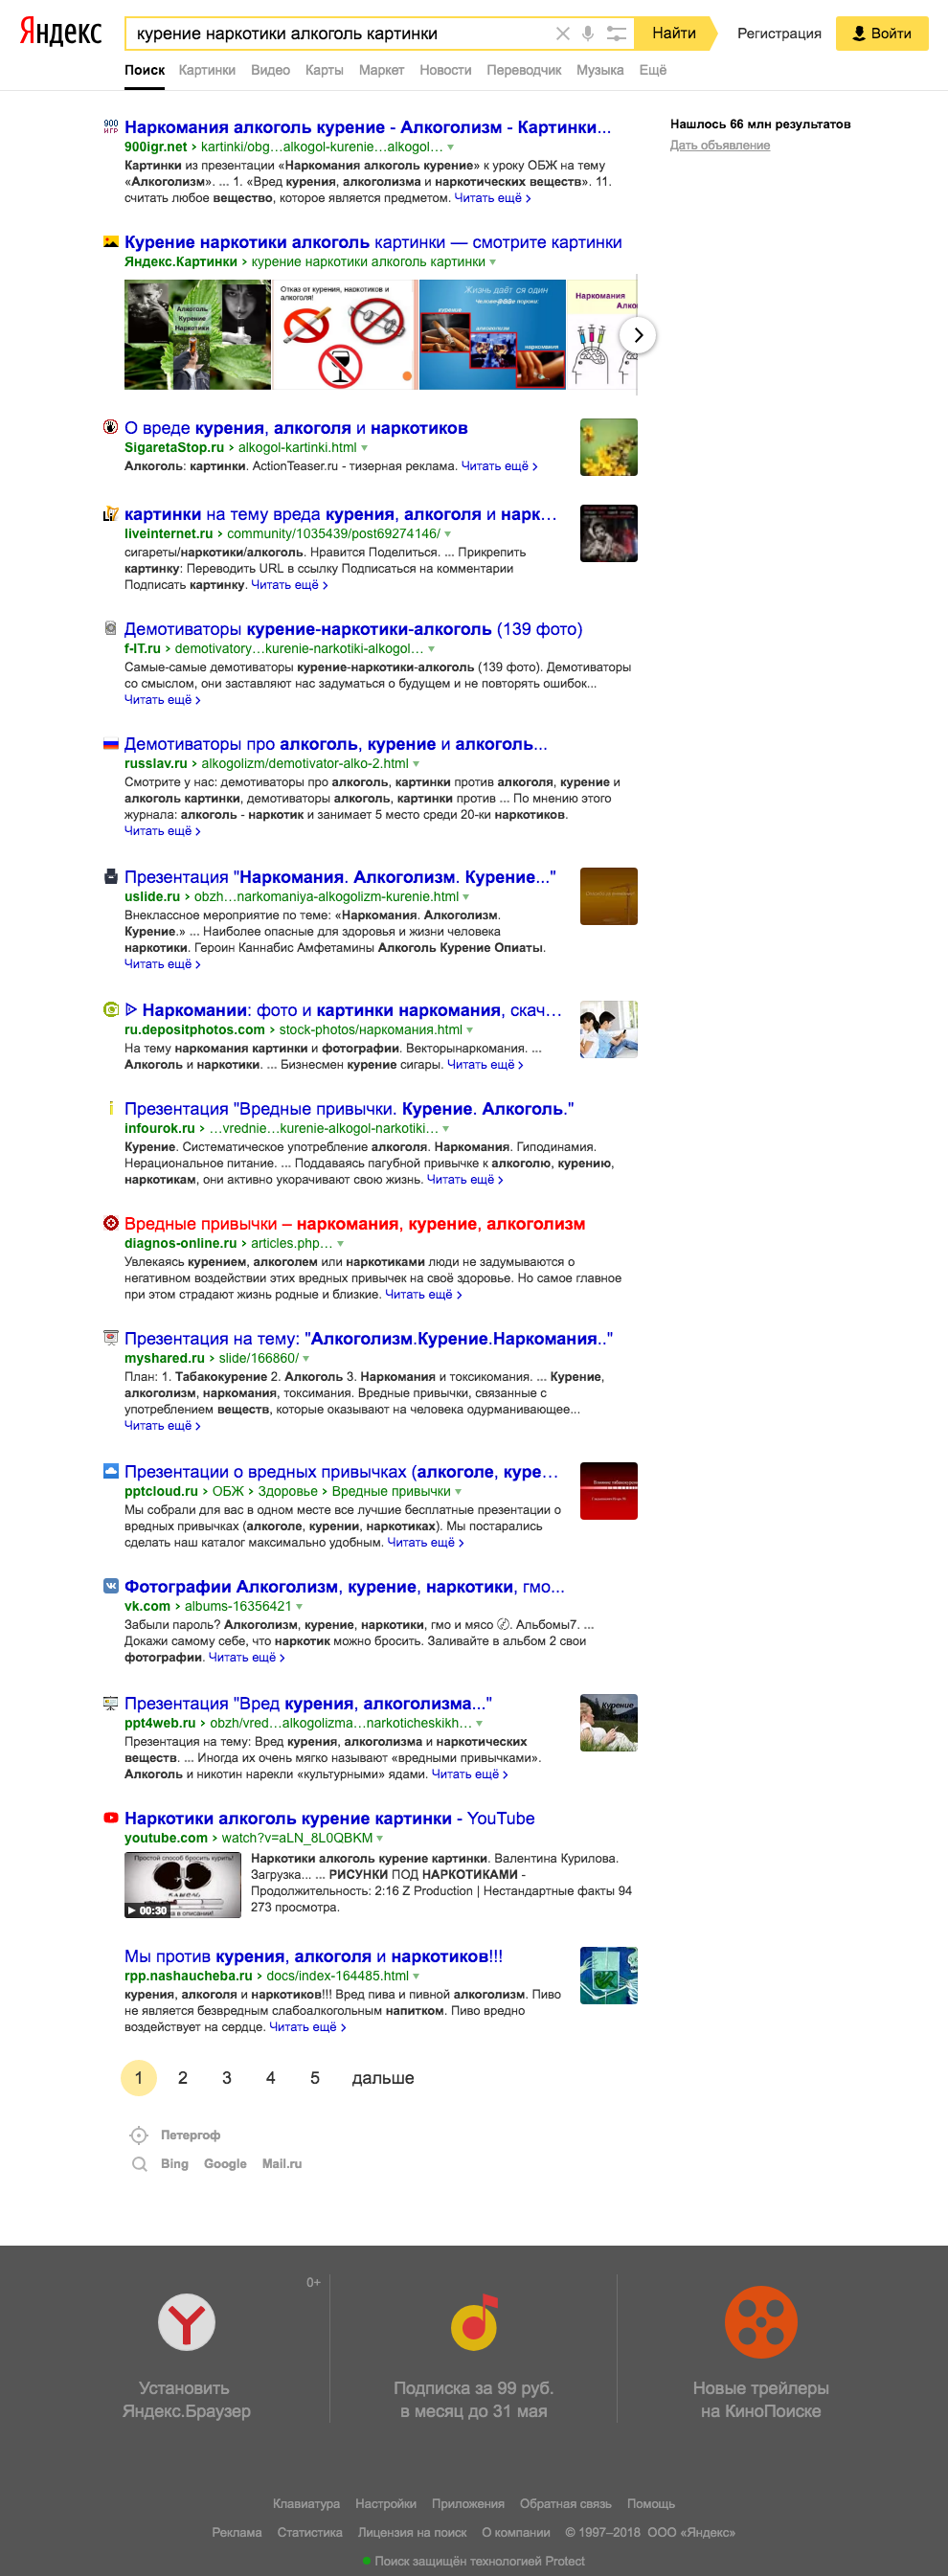 Яндекс
курение наркотики алкоголь картинки
Найти
Регистрация
Войти
Поиск Картинки Видео Карты Маркет Новости Переводчик Музыка Ещё
Нашлось 66 млн результатов
Дать объявление
900 ИГР
Наркомания алкоголь курение - Алкоголизм - Картинки...
900igr.net › kartinki/obg…alkogol-kurenie…alkogol…
Картинки из презентации «Наркомания алкоголь курение» к уроку ОБЖ на тему
«Алкоголизм». ... 1. «Вред курения, алкоголизма и наркотических веществ». 11.
считать любое вещество, которое является предметом. Читать ещё ›
Курение наркотики алкоголь картинки — смотрите картинки
Яндекс.Картинки › курение наркотики алкоголь картинки
Алкоголь
Курение
Наркотики
Отказ от курения, наркотиков и
алкоголя!
Жизнь даёт ся один
курение
алкоголизм
наркомания
Наркомания
О вреде курения, алкоголя и наркотиков
SigaretaStop.ru › alkogol-kartinki.html
Алкоголь: картинки. ActionTeaser.ru - тизерная реклама. Читать ещё ›
картинки на тему вреда курения, алкоголя и нарк…
liveinternet.ru › community/1035439/post69274146/
сигареты/наркотики/алкоголь. Нравится Поделиться. ... Прикрепить
картинку: Переводить URL в ссылку Подписаться на комментарии
Подписать картинку. Читать ещё ›
Демотиваторы курение-наркотики-алкоголь (139 фото)
f-IT.ru › demotivatory…kurenie-narkotiki-alkogol…
Самые-самые демотиваторы курение-наркотики-алкоголь (139 фото). Демотиваторы
со смыслом, они заставляют нас задуматься о будущем и не повторять ошибок...
Читать ещё ›
Демотиваторы про алкоголь, курение и алкоголь...
russlav.ru › alkogolizm/demotivator-alko-2.html
Смотрите у нас: демотиваторы про алкоголь, картинки против алкоголя, курение и
алкоголь картинки, демотиваторы алкоголь, картинки против ... По мнению этого
журнала: алкоголь - наркотик и занимает 5 место среди 20-ки наркотиков.
Читать ещё ›
Презентация "Наркомания. Алкоголизм. Курение..."
uslide.ru › obzh…narkomaniya-alkogolizm-kurenie.html
Внеклассное мероприятие по теме: «Наркомания. Алкоголизм.
Курение.» ... Наиболее опасные для здоровья и жизни человека
наркотики. Героин Каннабис Амфетамины Алкоголь Курение Опиаты.
Читать ещё ›
ᐈ Наркомании: фото и картинки наркомания, скач…
ru.depositphotos.com › stock-photos/наркомания.html
На тему наркомания картинки и фотографии. Векторынаркомания. ...
Алкоголь и наркотики. ... Бизнесмен курение сигары. Читать ещё ›
Презентация "Вредные привычки. Курение. Алкоголь."
infourok.ru › …vrednie…kurenie-alkogol-narkotiki…
Курение. Систематическое употребление алкоголя. Наркомания. Гиподинамия.
Нерациональное питание. ... Поддаваясь пагубной привычке к алкоголю, курению,
наркотикам, они активно укорачивают свою жизнь. Читать ещё ›
Вредные привычки – наркомания, курение, алкоголизм
diagnos-online.ru › articles.php…
Увлекаясь курением, алкоголем или наркотиками люди не задумываются о
негативном воздействии этих вредных привычек на своё здоровье. Но самое главное
при этом страдают жизнь родные и близкие. Читать ещё ›
Презентация на тему: "Алкоголизм.Курение.Наркомания.."
myshared.ru › slide/166860/
План: 1. Табакокурение 2. Алкоголь 3. Наркомания и токсикомания. ... Курение,
алкоголизм, наркомания, токсимания. Вредные привычки, связанные с
употреблением веществ, которые оказывают на человека одурманивающее...
Читать ещё ›
Презентации о вредных привычках (алкоголе, куре…
pptcloud.ru › ОБЖ › Здоровье › Вредные привычки
Мы собрали для вас в одном месте все лучшие бесплатные презентации о
вредных привычках (алкоголе, курении, наркотиках). Мы постарались
сделать наш каталог максимально удобным. Читать ещё ›
Фотографии Алкоголизм, курение, наркотики, гмо...
vk.com › albums-16356421
Забыли пароль? Алкоголизм, курение, наркотики, гмо и мясо. Альбомы7. ...
Докажи самому себе, что наркотик можно бросить. Заливайте в альбом 2 свои
фотографии. Читать ещё ›
Презентация "Вред курения, алкоголизма..."
ppt4web.ru › obzh/vred…alkogolizma…narkoticheskikh…
Курение
Презентация на тему: Вред курения, алкоголизма и наркотических
веществ. ... Иногда их очень мягко называют «вредными привычками».
Алкоголь и никотин нарекли «культурными» ядами. Читать ещё ›
Наркотики алкоголь курение картинки - YouTube
youtube.com › watch?v=aLN_8L0QBKM
Простой способ бросить курить!
00:30
Наркотики алкоголь курение картинки. Валентина Курилова.
Загрузка... ... РИСУНКИ ПОД НАРКОТИКАМИ -
Продолжительность: 2:16 Z Production | Нестандартные факты 94
273 просмотра.
Мы против курения, алкоголя и наркотиков!!!
rpp.nashaucheba.ru › docs/index-164485.html
курения, алкоголя и наркотиков!!! Вред пива и пивной алкоголизм. Пиво
не является безвредным слабоалкогольным напитком. Пиво вредно
воздействует на сердце. Читать ещё ›
1 2 3 4 5 дальше
Петергоф
Bing Google Mail.ru
0+
Установить
Яндекс.Браузер
Подписка за 99 руб.
в месяц до 31 мая
Новые трейлеры
на КиноПоиске
Клавиатура Настройки Приложения Обратная связь Помощь
Реклама Статистика Лицензия на поиск О компании © 1997–2018 ООО «Яндекс»
Поиск защищён технологией Protect